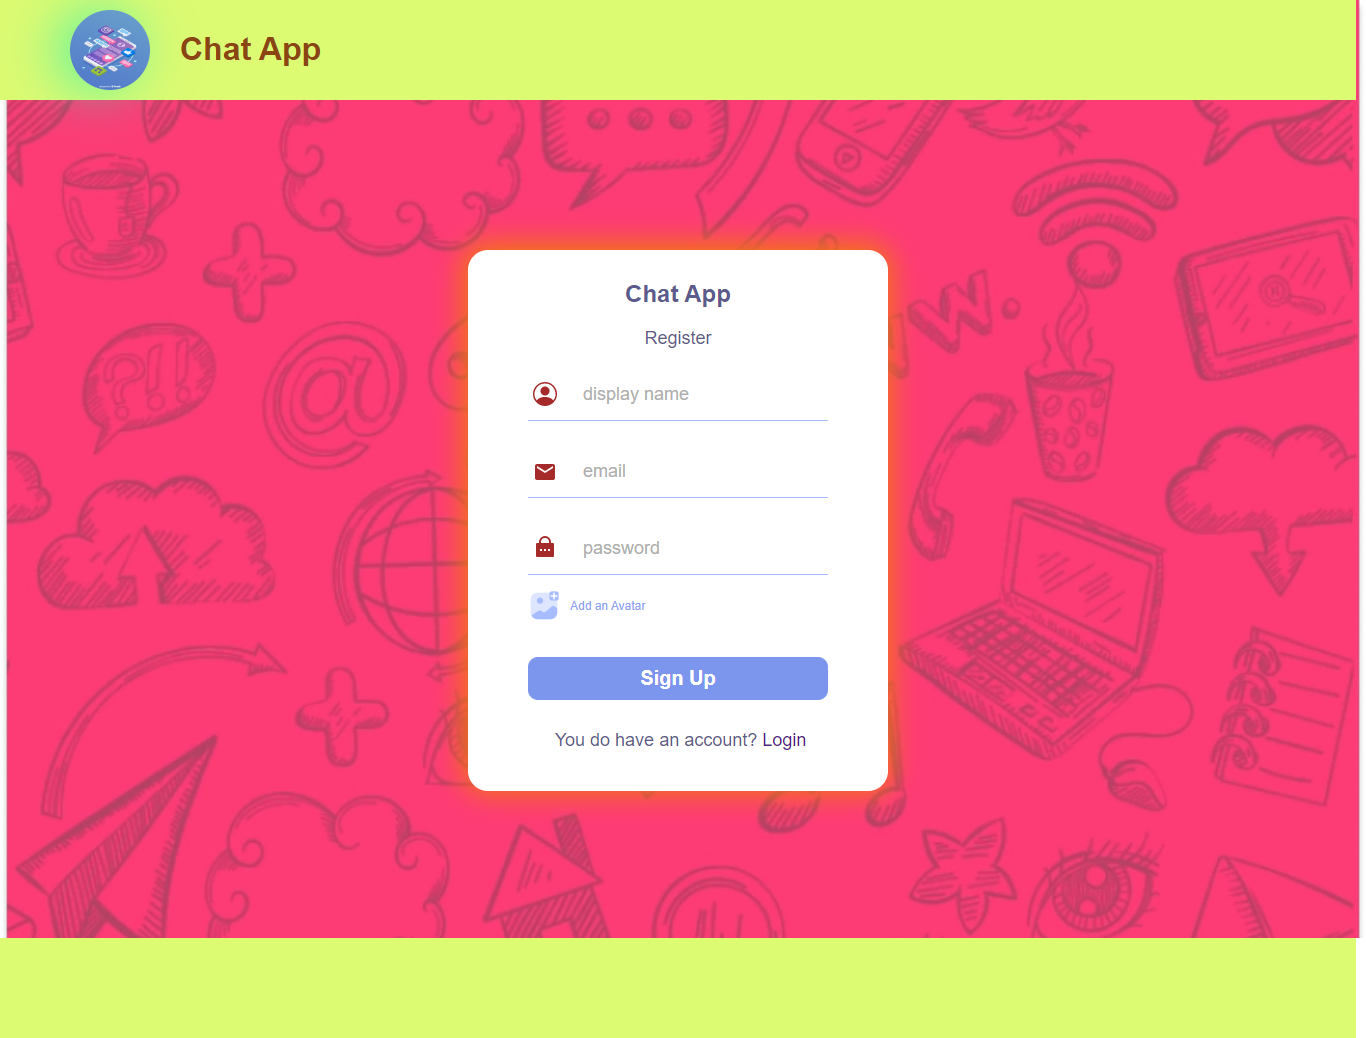 Chat App
Chat App
Register
display name
email
password
Add an Avatar
Sign Up
You do have an account? Login
?!!
@
w.